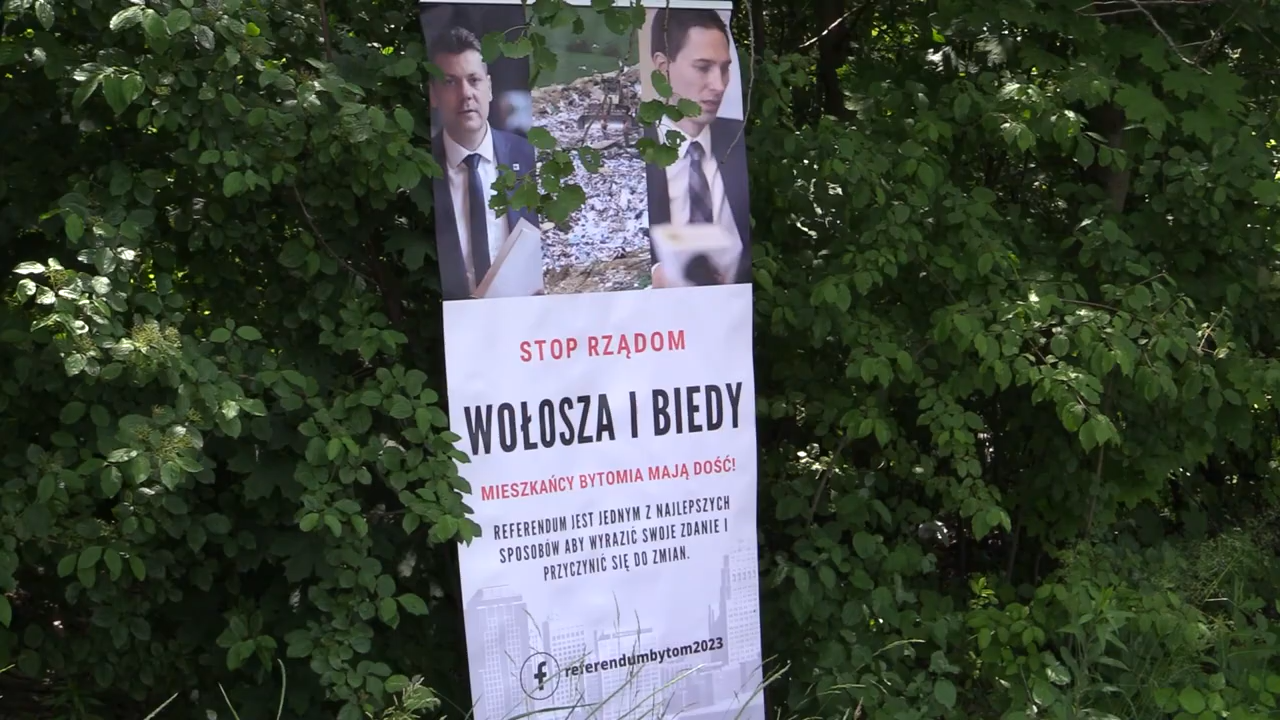 STOP RZĄDOM
WOŁOSZA I BIEDY
MIESZKAŃCY BYTOMIA MAJĄ DOŚĆ!
REFERENDUM JEST JEDNYM Z NAJLEPSZYCH
SPOSOBÓW ABY WYRAZIĆ SWOJE ZDANIE I
PRZYCZYNIĆ SIĘ DO ZMIAN.
f referendumbytom2023